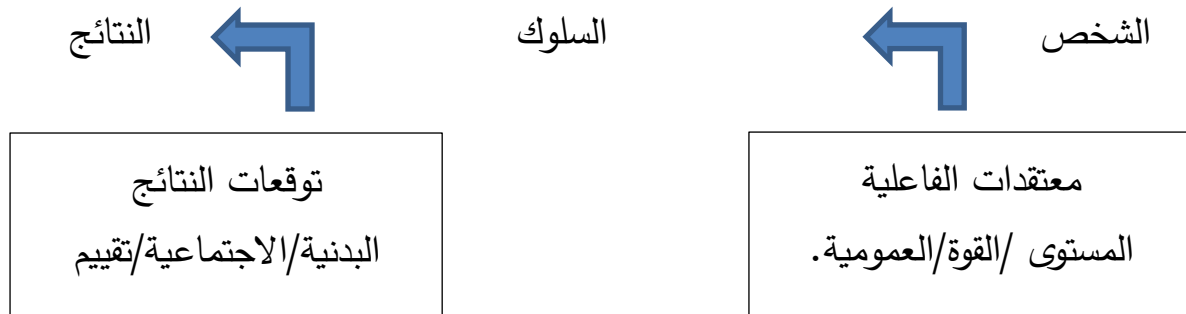 الشخص
السلوك
النتائج
معتقدات الفاعلية
المستوى /القوة/العمومية.
توقعات النتائج
البدنية/الاجتماعية/تقييم